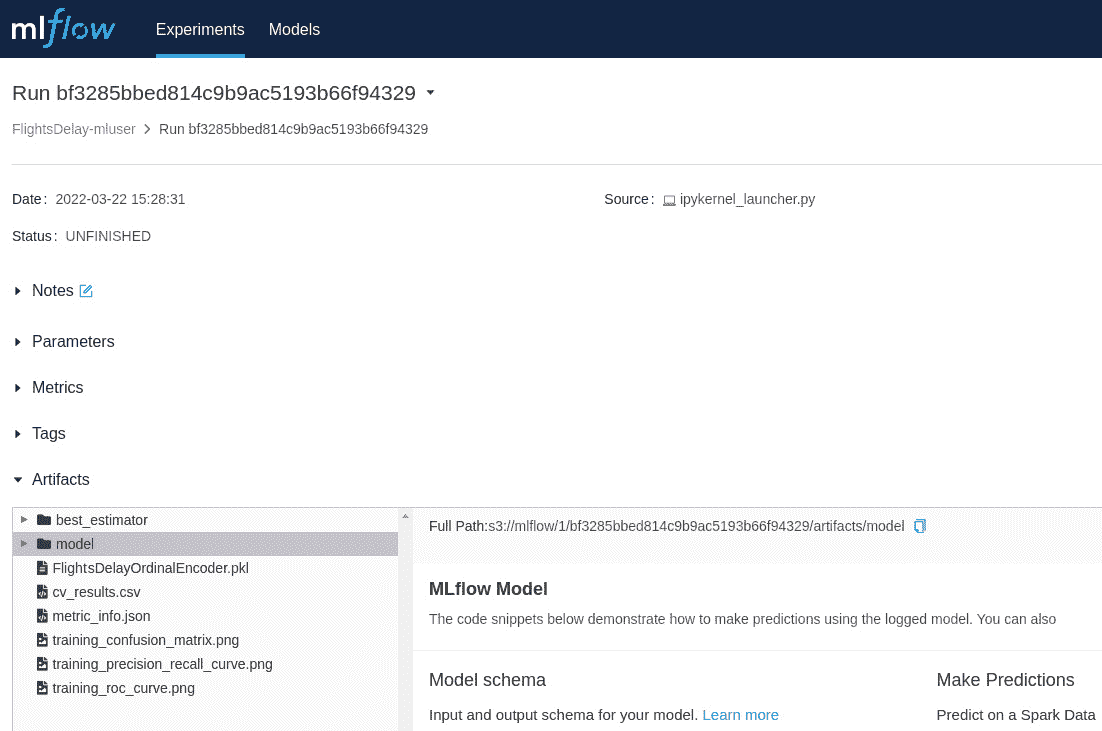 mlflow Experiments Models
Run bf3285bbed814c9b9ac5193b66f94329
FlightsDelay-mluser > Run bf3285bbed814c9b9ac5193b66f94329
Date: 2022-03-22 15:28:31 Source: ipykernel_launcher.py
Status: UNFINISHED
Notes
Parameters
Metrics
Tags
Artifacts
best_estimator
model
FlightsDelayOrdinalEncoder.pkl
cv_results.csv
metric_info.json
training_confusion_matrix.png
training_precision_recall_curve.png
training_roc_curve.png
Full Path:s3://mlflow/1/bf3285bbed814c9b9ac5193b66f94329/artifacts/model
MLflow Model
The code snippets below demonstrate how to make predictions using the logged model. You can also
Model schema
Input and output schema for your model. Learn more
Make Predictions
Predict on a Spark Data